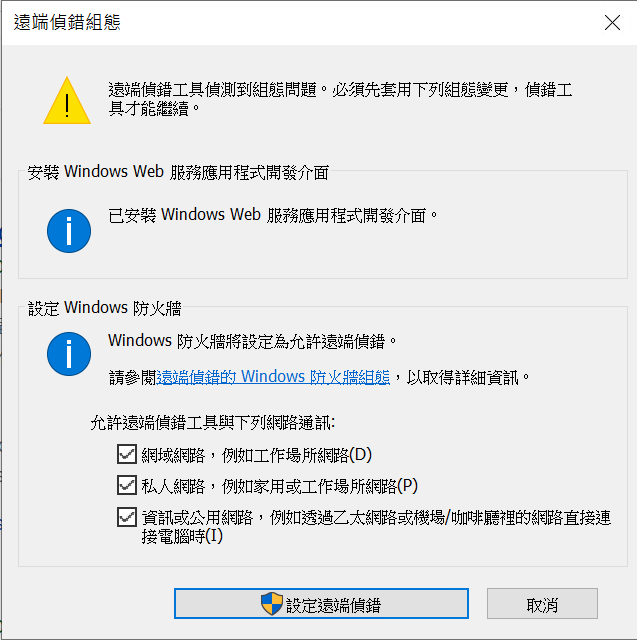 遠端偵錯組態
遠端偵錯工具偵測到組態問題。必須先套用下列組態變更，偵錯工
具才能繼續。
安裝 Windows Web 服務應用程式開發介面
已安裝 Windows Web 服務應用程式開發介面。
設定 Windows 防火牆
Windows 防火牆將設定為允許遠端偵錯。
請參閱遠端偵錯的 Windows 防火牆組態，以取得詳細資訊。
允許遠端偵錯工具與下列網路通訊:
網域網路，例如工作場所網路(D)
私人網路，例如家用或工作場所網路(P)
資訊或公用網路，例如透過乙太網路或機場/咖啡廳裡的網路直接連
接電腦時(I)
設定遠端偵錯
取消